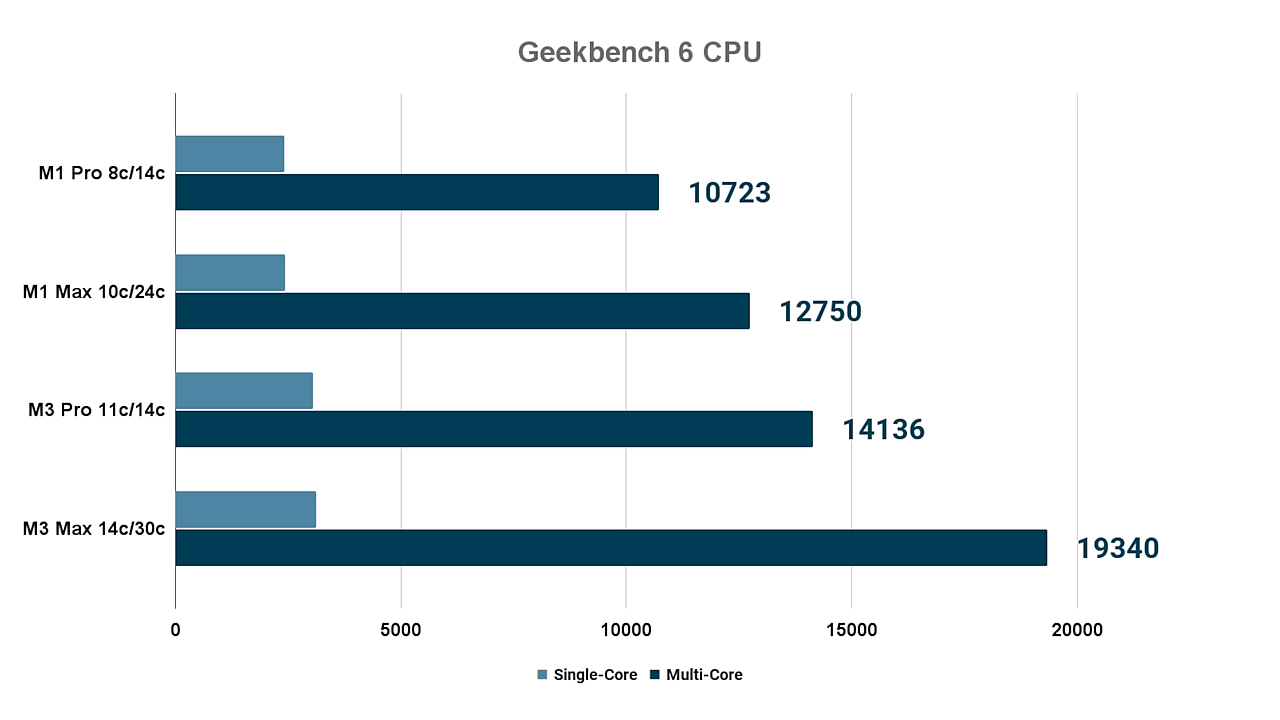 Geekbench 6 CPU
M1 Pro 8c/14c
10723
M1 Max 10c/24c
12750
M3 Pro 11c/14c
14136
M3 Max 14c/30c
19340
0 5000 10000 15000 20000
Single-Core Multi-Core